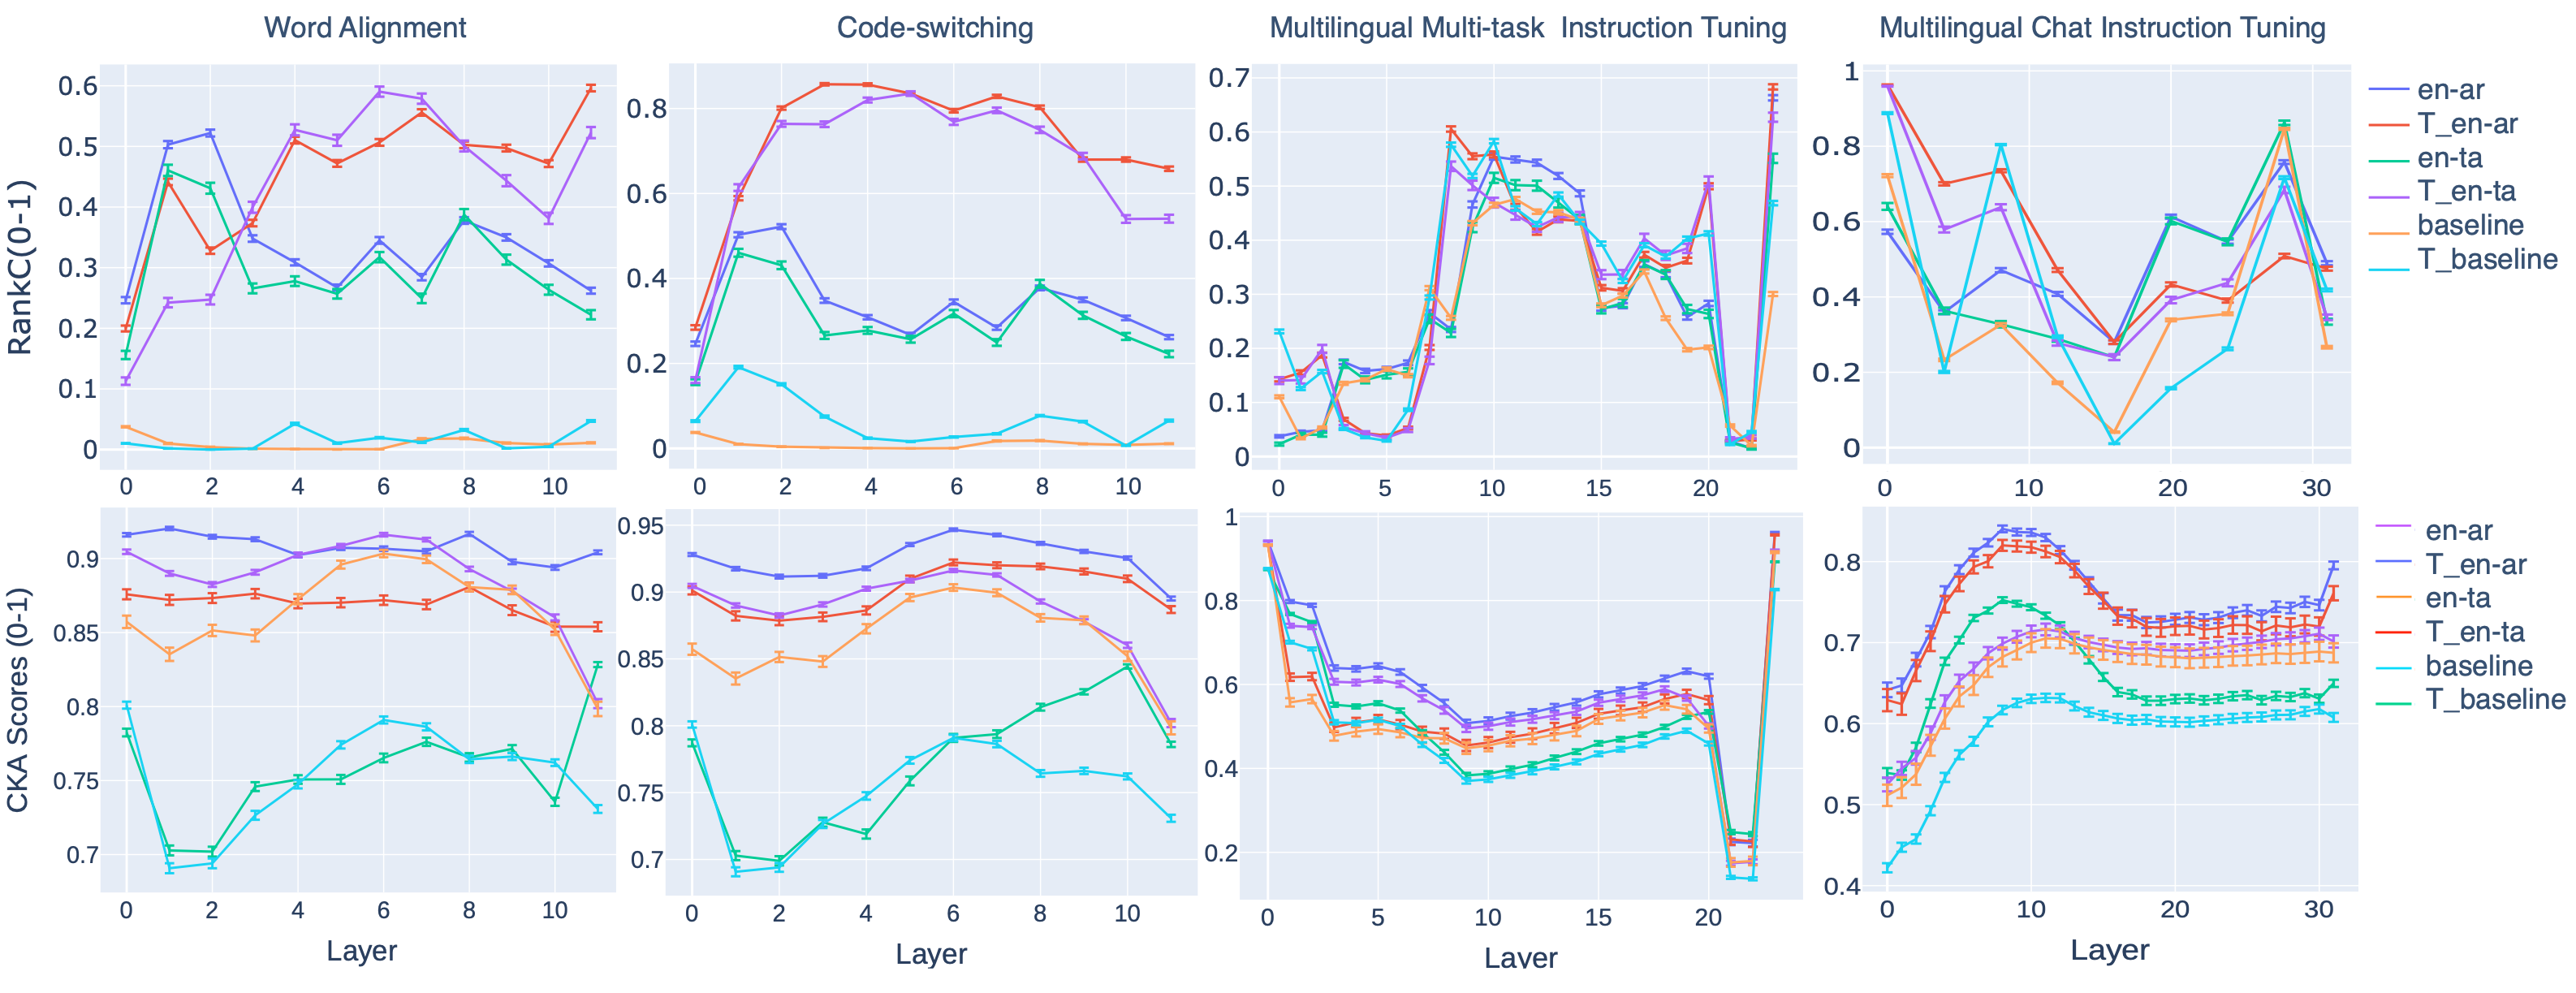 Word Alignment
Code-switching
Multilingual Multi-task Instruction Tuning
Multilingual Chat Instruction Tuning
RankC(0-1)
0.6
0.5
0.4
0.3
0.2
0.1
0
0 2 4 6 8 10
0.8
0.6
0.4
0.2
0
0 2 4 6 8 10
0.7
0.6
0.5
0.4
0.3
0.2
0.1
0
0 5 10 15 20
1
0.8
0.6
0.4
0.2
0
0 10 20 30
en-ar
T_en-ar
en-ta
T_en-ta
baseline
T_baseline
CKA Scores (0-1)
0.9
0.85
0.8
0.75
0.7
0 2 4 6 8 10
Layer
0.95
0.9
0.85
0.8
0.75
0.7
0 2 4 6 8 10
Layer
1
0.8
0.6
0.4
0.2
0 5 10 15 20
Layer
0.8
0.7
0.6
0.5
0.4
0 10 20 30
Layer
en-ar
T_en-ar
en-ta
T_en-ta
baseline
T_baseline